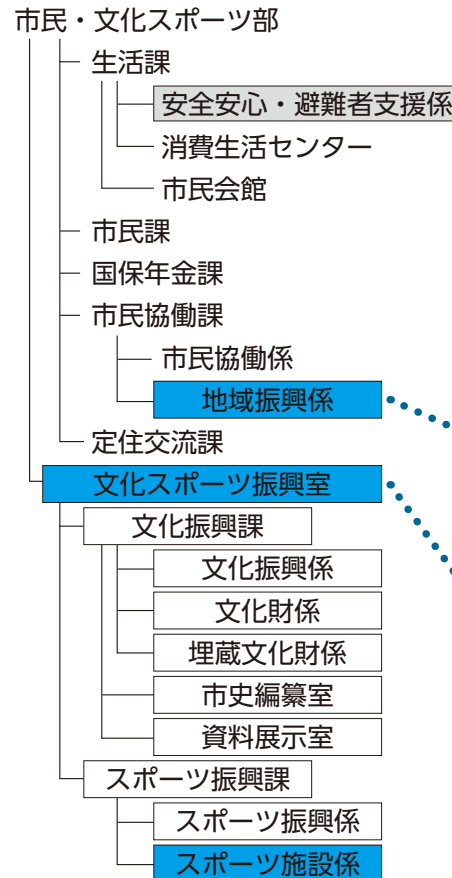 市民・文化スポーツ部
生活課
安全安心・避難者支援係
消費生活センター
市民会館
市民課
国保年金課
市民協働課
市民協働係
地域振興係
定住交流課
文化スポーツ振興室
文化振興課
文化振興係
文化財係
埋蔵文化財係
市史編纂室
資料展示室
スポーツ振興課
スポーツ振興係
スポーツ施設係